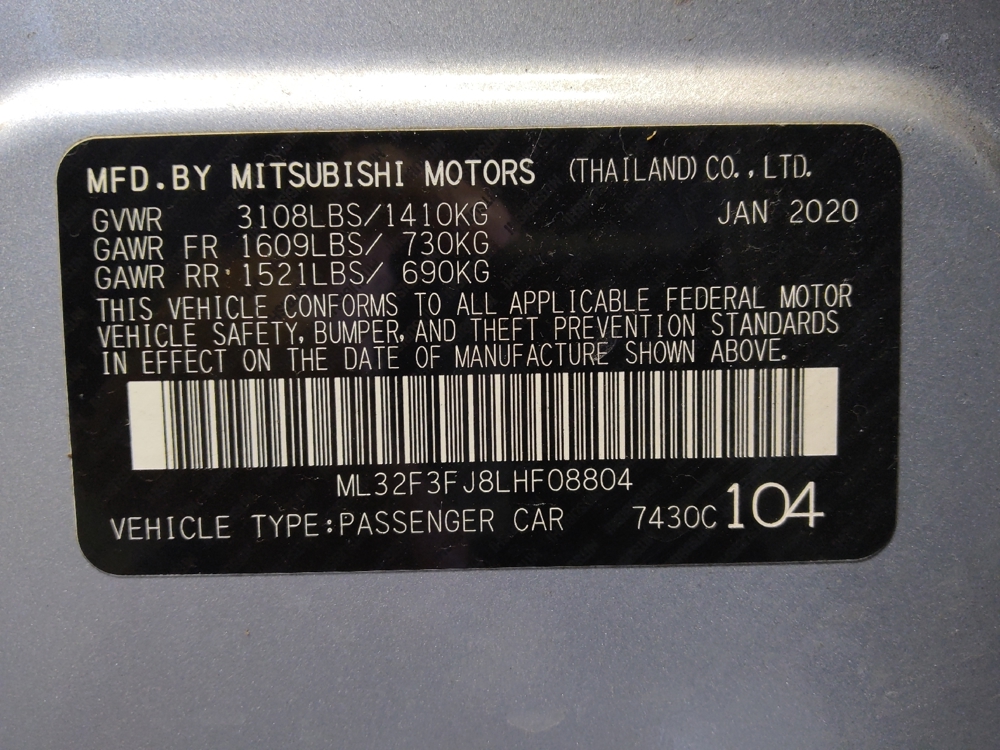 MFD.BY MITSUBISHI MOTORS (THAILAND) CO., LTD.
GVWR 3108LBS/1410KG JAN 2020
GAWR FR 1609LBS/ 730KG
GAWR RR 1521LBS/ 690KG
THIS VEHICLE CONFORMS TO ALL APPLICABLE FEDERAL MOTOR
VEHICLE SAFETY, BUMPER, AND THEFT PREVENTION STANDARDS
IN EFFECT ON THE DATE OF MANUFACTURE SHOWN ABOVE.
ML32F3FJ8LHF08804
VEHICLE TYPE:PASSENGER CAR 7430C 104